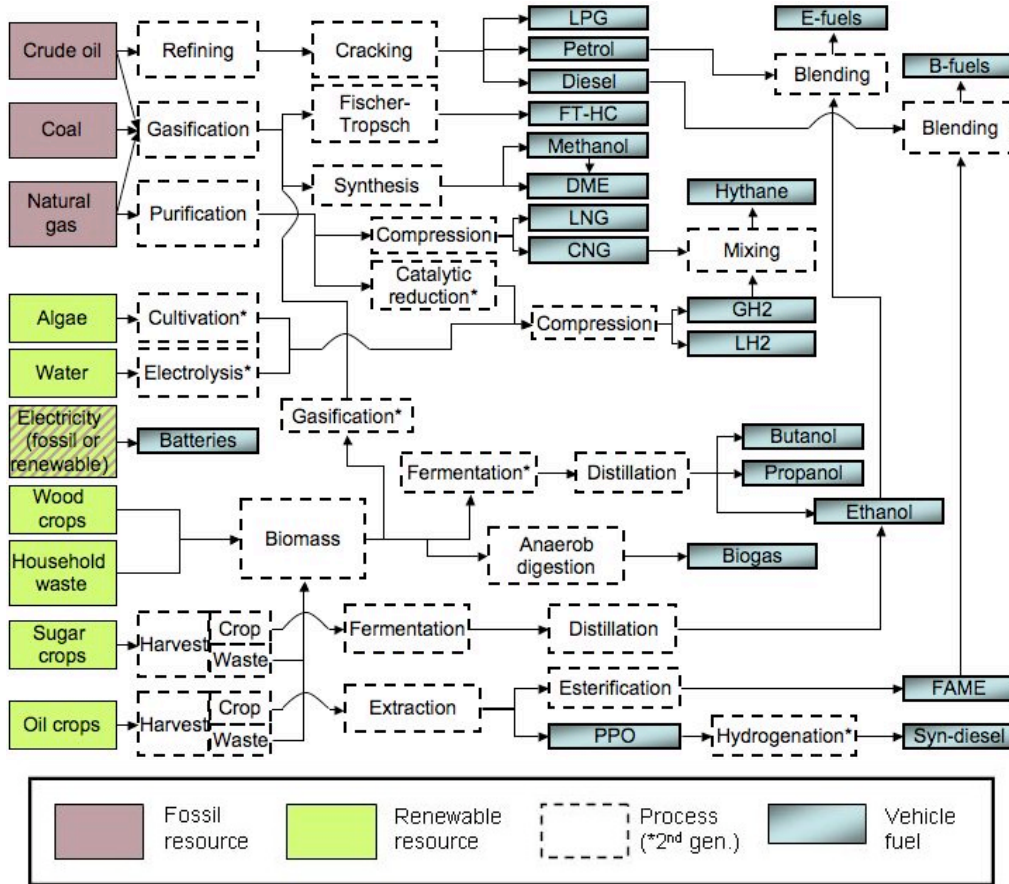 LPG
E-fuels
Crude oil
Refining
Cracking
Petrol
Blending
B-fuels
Diesel
Coal
Gasification
Fischer-
Tropsch
FT-HC
Blending
Methanol
Natural
gas
Purification
Synthesis
DME
Hythane
LNG
Compression
CNG
Mixing
Catalytic
reduction*
Algae
Cultivation*
Compression
GH2
LH2
Water
Electrolysis*
Electricity
(fossil or
renewable)
Batteries
Gasification*
Butanol
Fermentation*
Distillation
Propanol
Wood
crops
Ethanol
Biomass
Household
waste
Anaerob
digestion
Biogas
Sugar
crops
Harvest
Crop
Waste
Fermentation
Distillation
Esterification
FAME
Oil crops
Harvest
Crop
Waste
Extraction
PPO
Hydrogenation*
Syn-diesel
Fossil
resource
Renewable
resource
Process
(*2nd gen.)
Vehicle
fuel